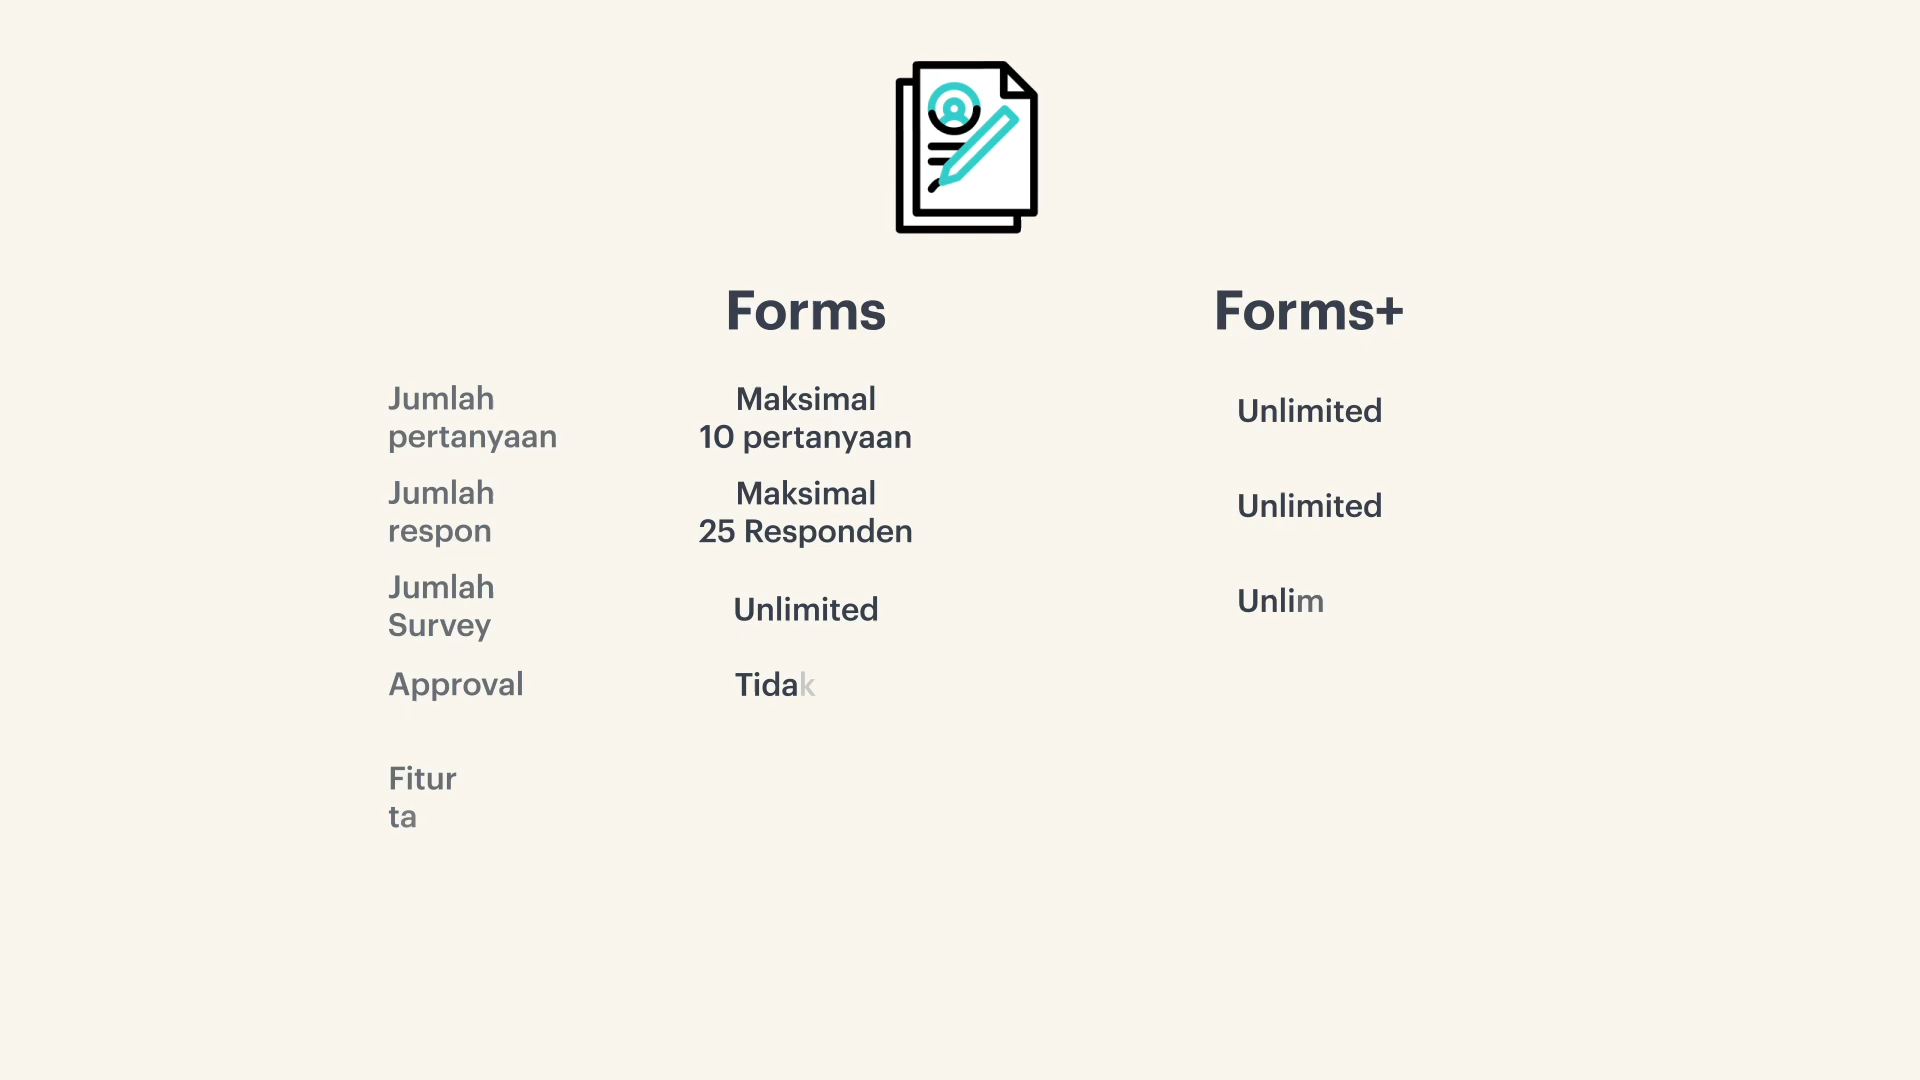 Forms Forms+
Jumlah
pertanyaan
Maksimal
10 pertanyaan
Unlimited
Jumlah
respon
Maksimal
25 Responden
Unlimited
Jumlah
Survey
Unlimited
Unlim
Approval
Tidak
Fitur
ta